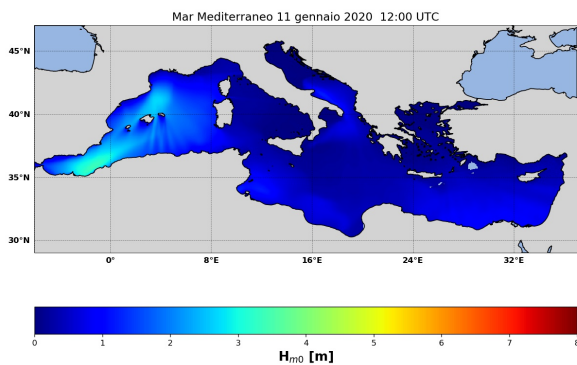 Mar Mediterraneo 11 gennaio 2020  12:00 UTC
45°N
40°N
35°N
30°N
0° 8°E 16°E 24°E 32°E
0 1 2 3 4 5 6 7 8
Hm0 [m]